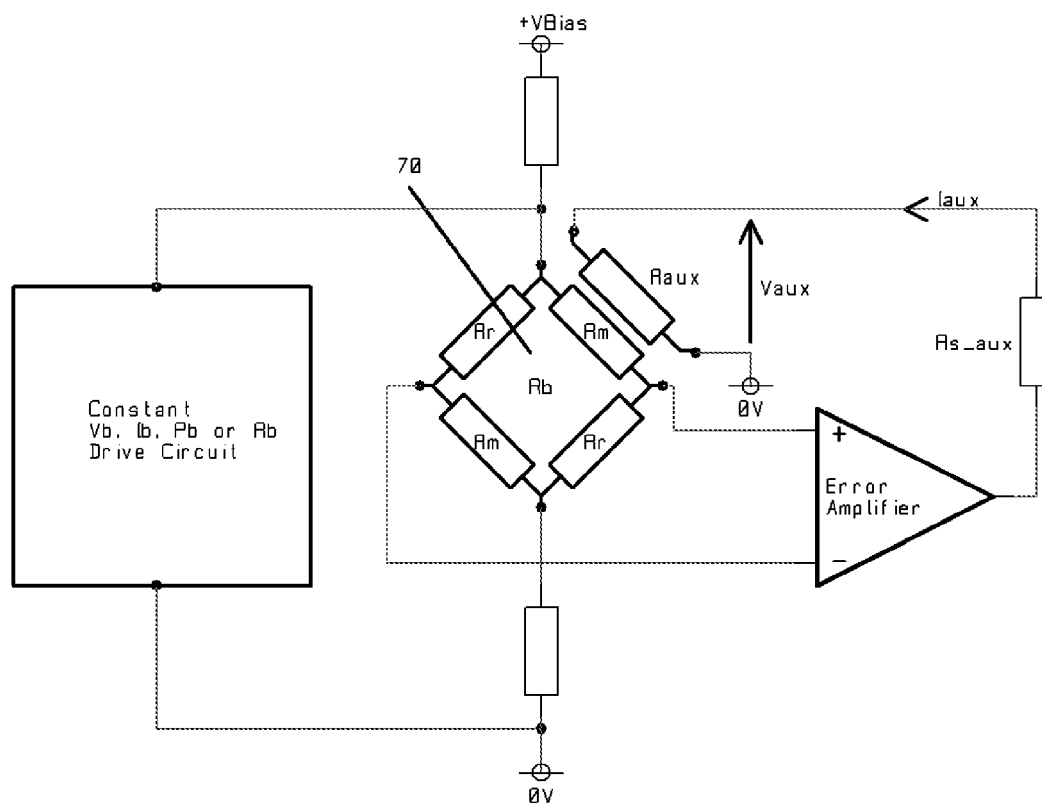 +VBias
70
Iaux
Raux
Vaux
Rr
Rm
Rs_aux
Rb
0V
Constant
Vb, Ib, Pb or Rb
Drive Circuit
Rm
Rr
+
Error
Amplifier
−
0V